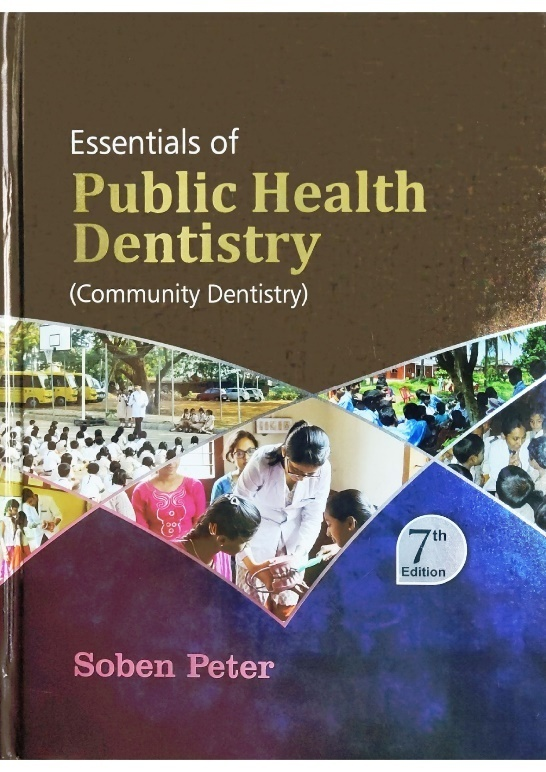 Essentials of
Public Health
Dentistry
(Community Dentistry)
7th
Edition
Soben Peter